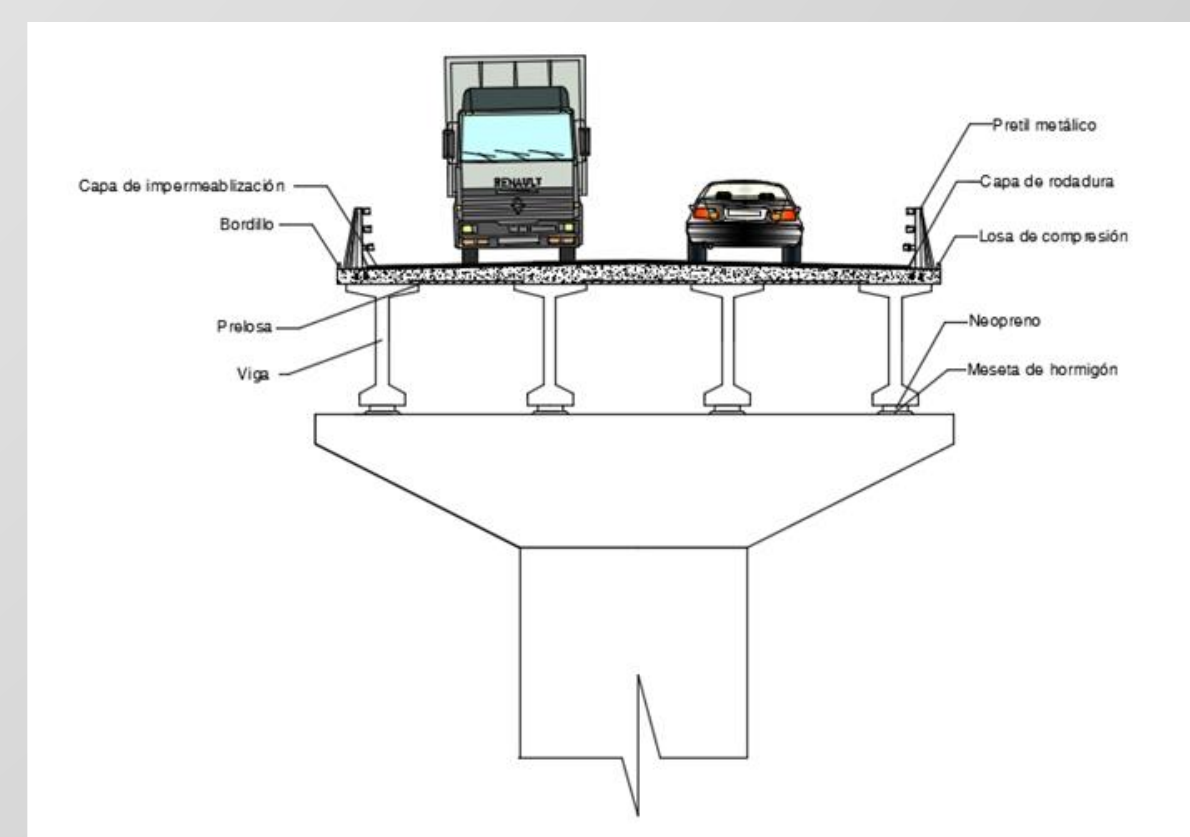 Pretil metálico
Capa de impermeablización
Capa de rodadura
RENAULT
Bordillo
Losa de compresión
Prelosa
Neopreno
Viga
Meseta de hormigón